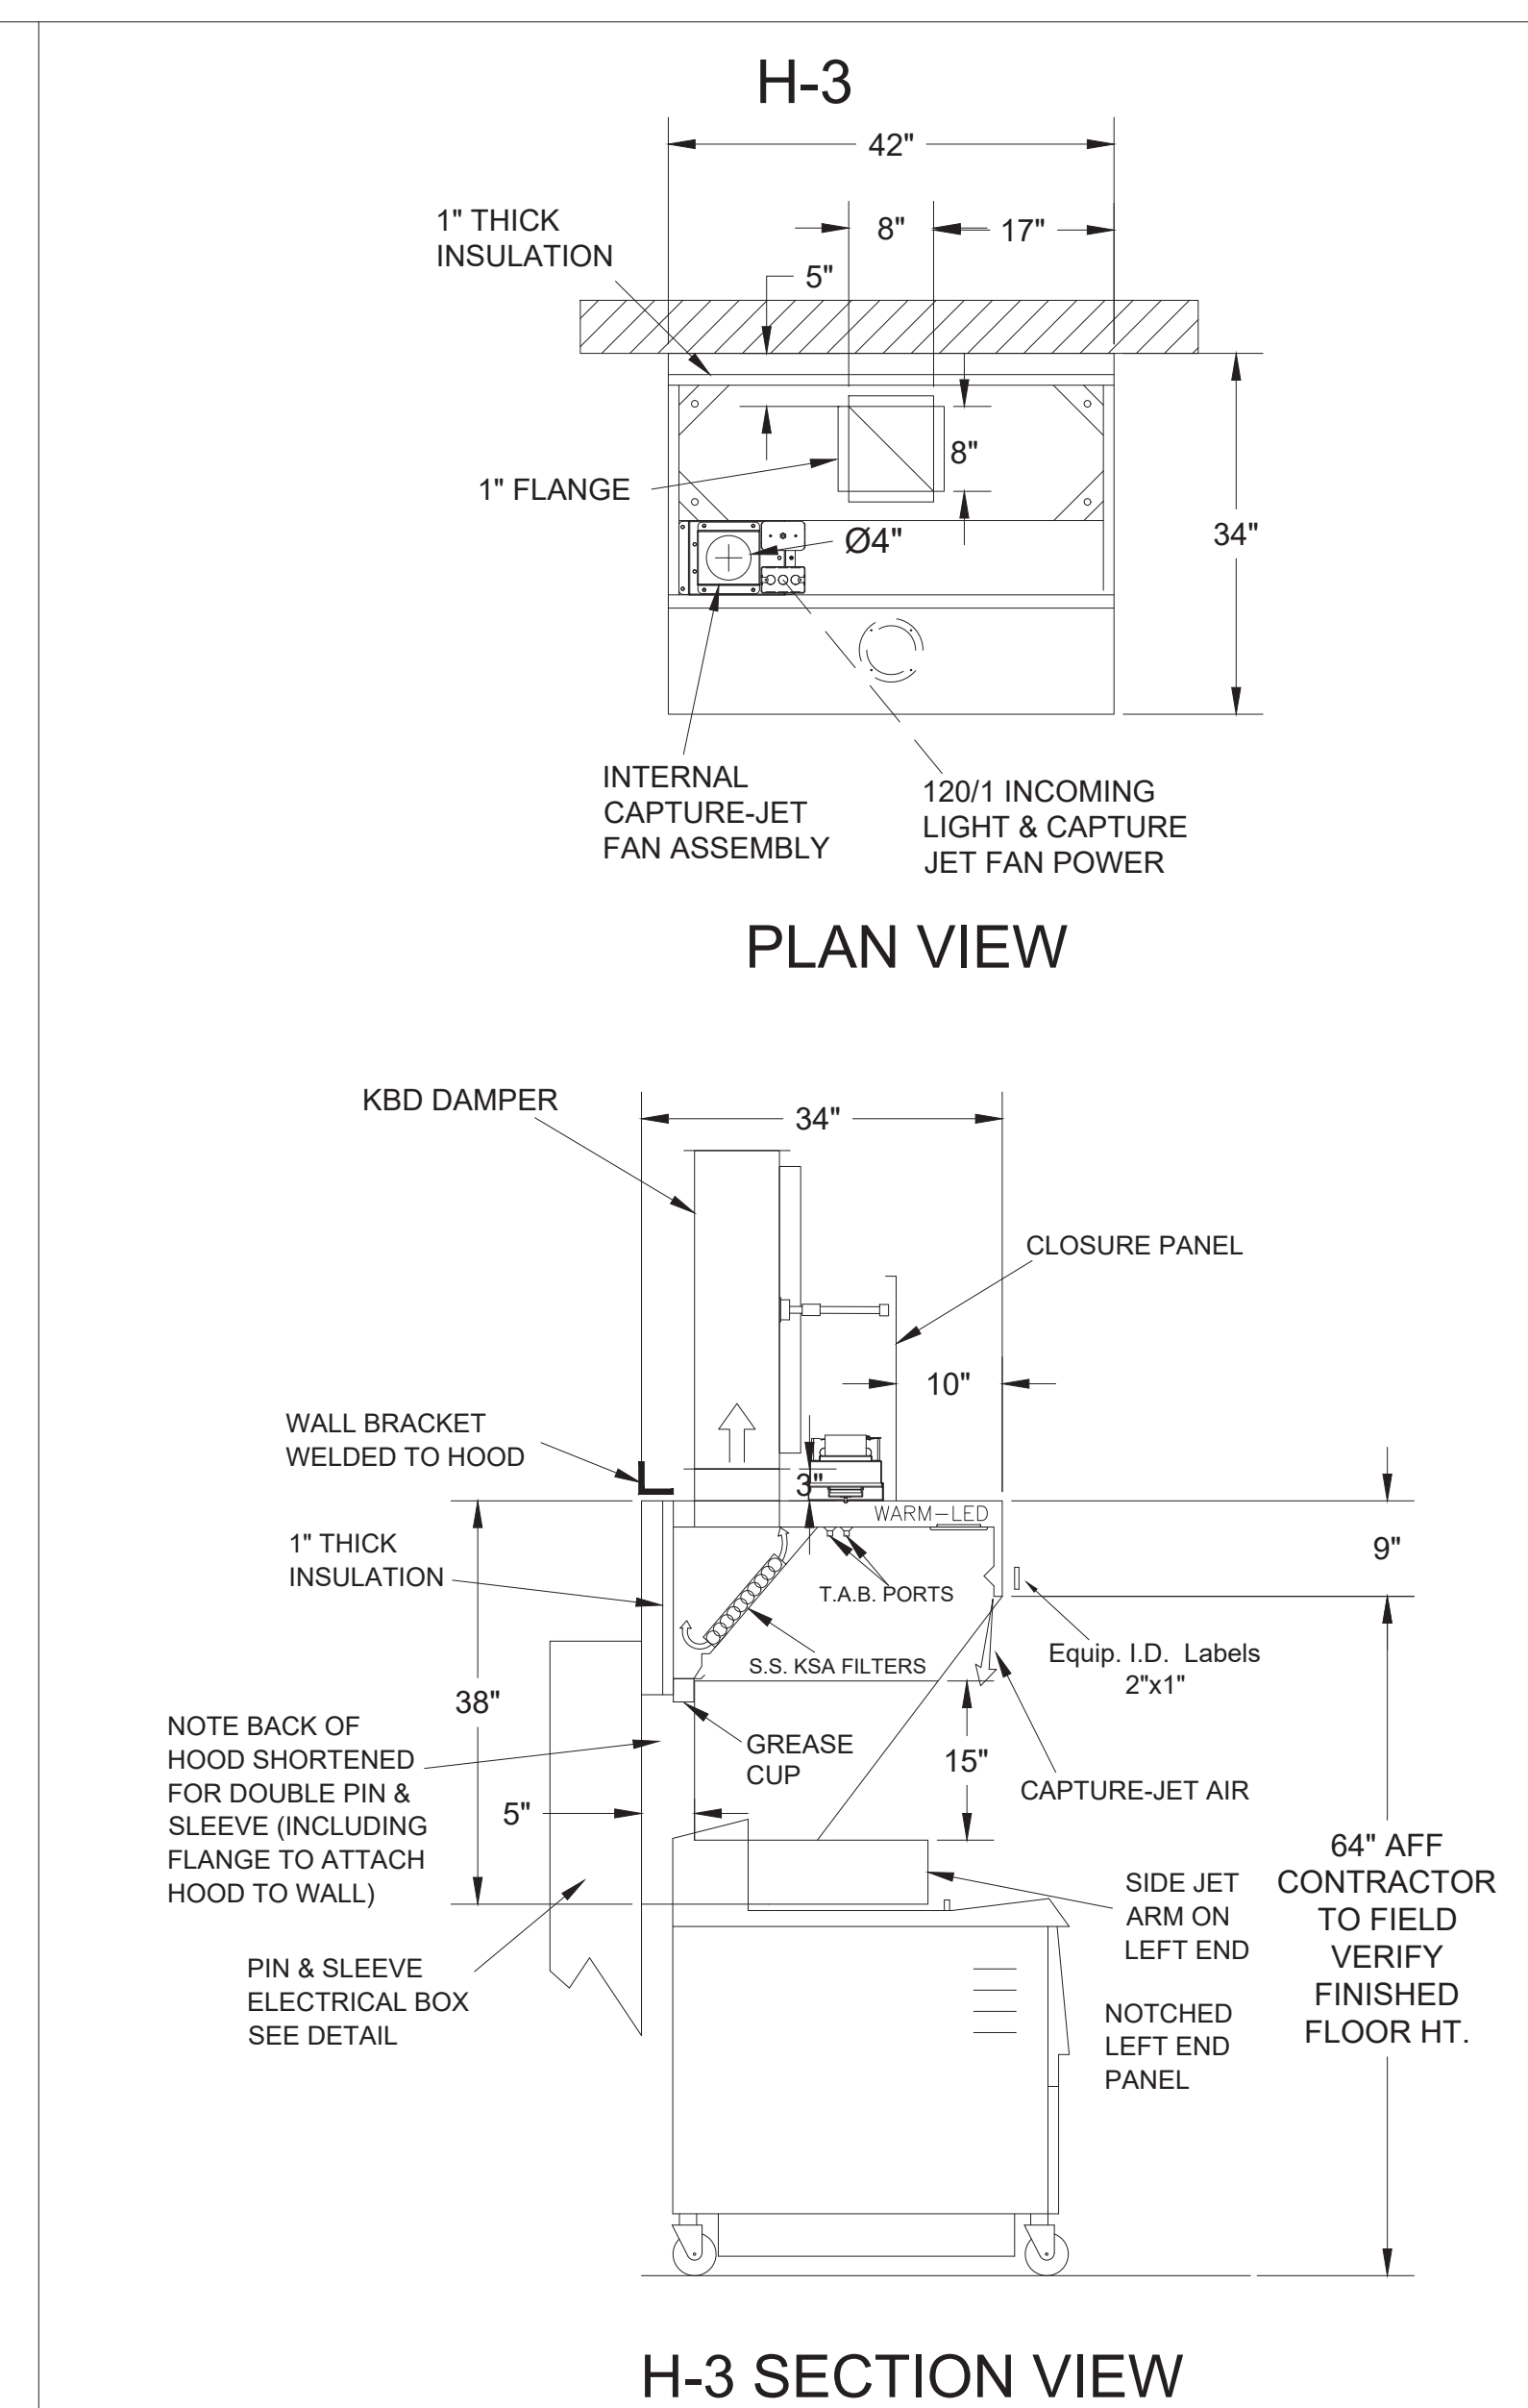 H-3
42"
8"
17"
5"
1" THICK
INSULATION
8"
1" FLANGE
34"
Ø4"
INTERNAL
CAPTURE-JET
FAN ASSEMBLY
120/1 INCOMING
LIGHT & CAPTURE
JET FAN POWER
PLAN VIEW
KBD DAMPER
34"
CLOSURE PANEL
10"
WALL BRACKET
WELDED TO HOOD
3"
WARM-LED
9"
1" THICK
INSULATION
T.A.B. PORTS
Equip. I.D. Labels
2"x1"
S.S. KSA FILTERS
38"
NOTE BACK OF
HOOD SHORTENED
FOR DOUBLE PIN &
SLEEVE (INCLUDING
FLANGE TO ATTACH
HOOD TO WALL)
GREASE
CUP
15"
CAPTURE-JET AIR
5"
64" AFF
CONTRACTOR
TO FIELD
VERIFY
FINISHED
FLOOR HT.
SIDE JET
ARM ON
LEFT END
PIN & SLEEVE
ELECTRICAL BOX
SEE DETAIL
NOTCHED
LEFT END
PANEL
H-3 SECTION VIEW